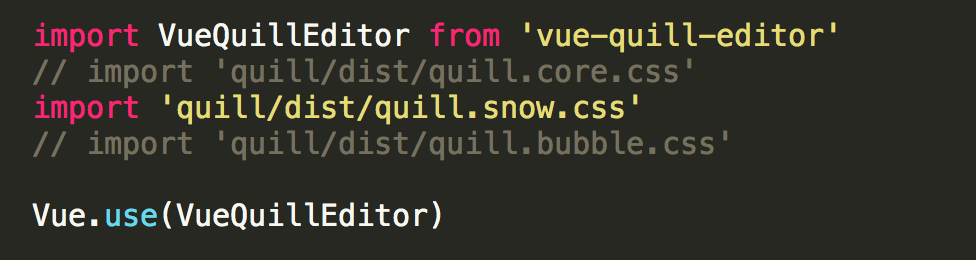 import VueQuillEditor from 'vue-quill-editor'
// import 'quill/dist/quill.core.css'
import 'quill/dist/quill.snow.css'
// import 'quill/dist/quill.bubble.css'
Vue.use(VueQuillEditor)